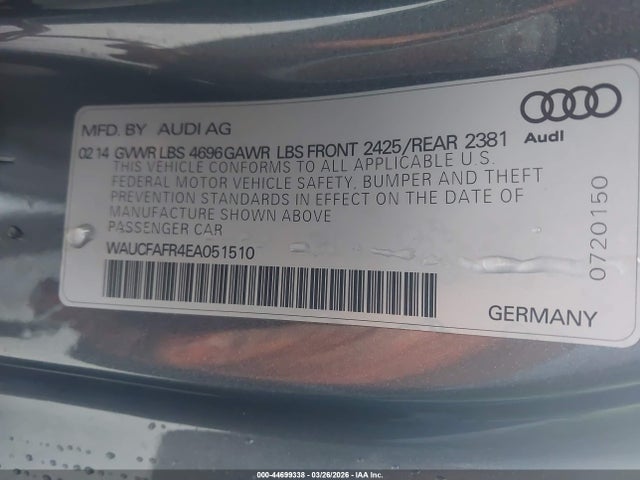 MFD. BY AUDI AG
02 14 GVWR LBS 4696 GAWR LBS FRONT 2425/REAR 2381
THIS VEHICLE CONFORMS TO ALL APPLICABLE U.S.
FEDERAL MOTOR VEHICLE SAFETY, BUMPER AND THEFT
PREVENTION STANDARDS IN EFFECT ON THE DATE OF
MANUFACTURING SHOWN ABOVE
PASSENGER CAR
WAUCFAFR4EA051510
Audi
0720150
GERMANY
000-44699338 | 03/26/2026 | IAA Inc.